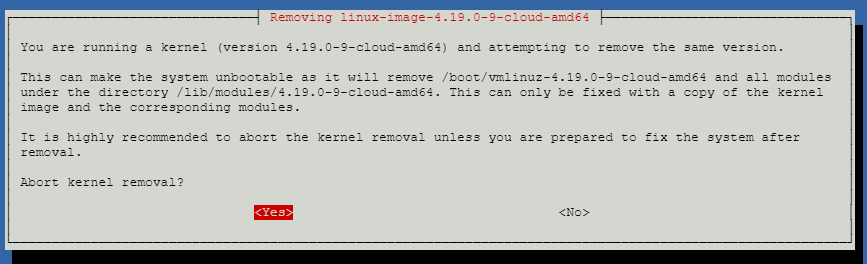 Removing linux-image-4.19.0-9-cloud-amd64
You are running a kernel (version 4.19.0-9-cloud-amd64) and attempting to remove the same version.
This can make the system unbootable as it will remove /boot/vmlinuz-4.19.0-9-cloud-amd64 and all modules
under the directory /lib/modules/4.19.0-9-cloud-amd64. This can only be fixed with a copy of the kernel
image and the corresponding modules.
It is highly recommended to abort the kernel removal unless you are prepared to fix the system after
removal.
Abort kernel removal?
<Yes> <No>